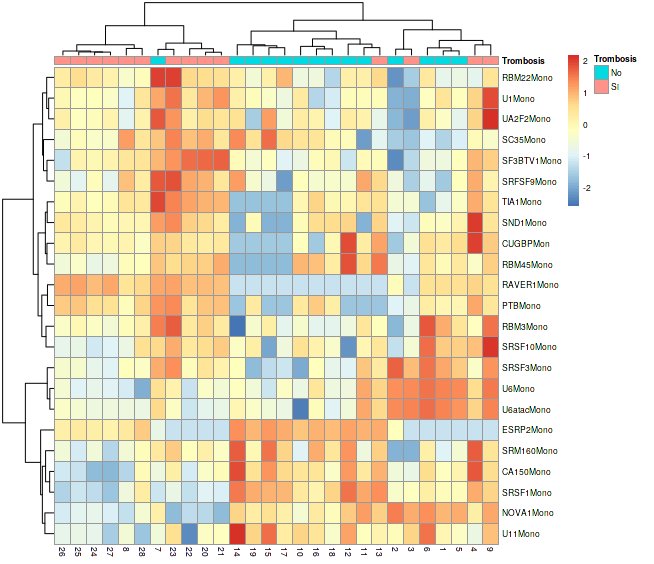 Trombosis
RBM22Mono
U1Mono
UA2F2Mono
SC35Mono
SF3BTV1Mono
SRFSF9Mono
TIA1Mono
SND1Mono
CUGBPMon
RBM45Mono
RAVER1Mono
PTBMono
RBM3Mono
SRSF10Mono
SRSF3Mono
U6Mono
U6atacMono
ESRP2Mono
SRM160Mono
CA150Mono
SRSF1Mono
NOVA1Mono
U11Mono
26 25 24 27 8 28 7 23 22 20 21 14 19 15 17 10 16 18 12 11 13 2 3 6 1 5 4 9
2
1
0
-1
-2
Trombosis
No
SI